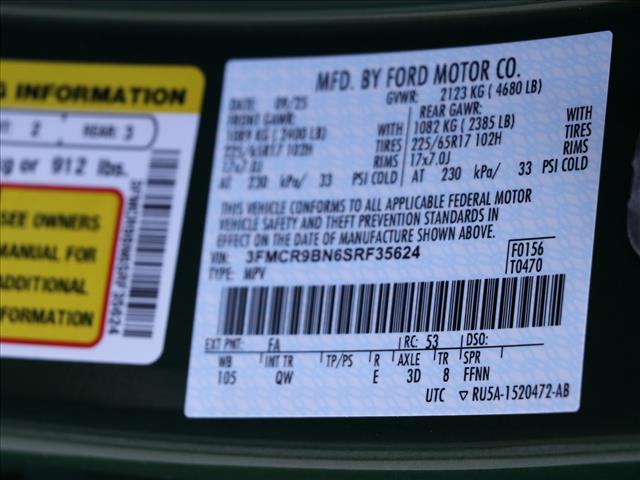 G INFORMATION
2 REAR: 3
kg or 912 lbs.
SEE OWNERS
MANUAL FOR
ADDITIONAL
INFORMATION
3FMCR9BN6SRF35624
MFD. BY FORD MOTOR CO.
DATE: 09/25 GVWR: 2123 KG (4680 LB)
FRONT GAWR: REAR GAWR:
1089 KG (2400 LB) WITH 1082 KG (2385 LB) WITH
225/65R17 102H TIRES 225/65R17 102H TIRES
17x7.0J RIMS 17x7.0J RIMS
AT 230 kPa/ 33 PSI COLD AT 230 kPa/ 33 PSI COLD
THIS VEHICLE CONFORMS TO ALL APPLICABLE FEDERAL MOTOR
VEHICLE SAFETY AND THEFT PREVENTION STANDARDS IN
EFFECT ON THE DATE OF MANUFACTURE SHOWN ABOVE.
VIN: 3FMCR9BN6SRF35624 F0156
TYPE: MPV T0470
EXT PNT: FA RC: 53 DSO:
WB INT TR TP/PS R AXLE TR SPR
105 QW E 3D 8 FFNN
UTC ▽ RU5A-1520472-AB